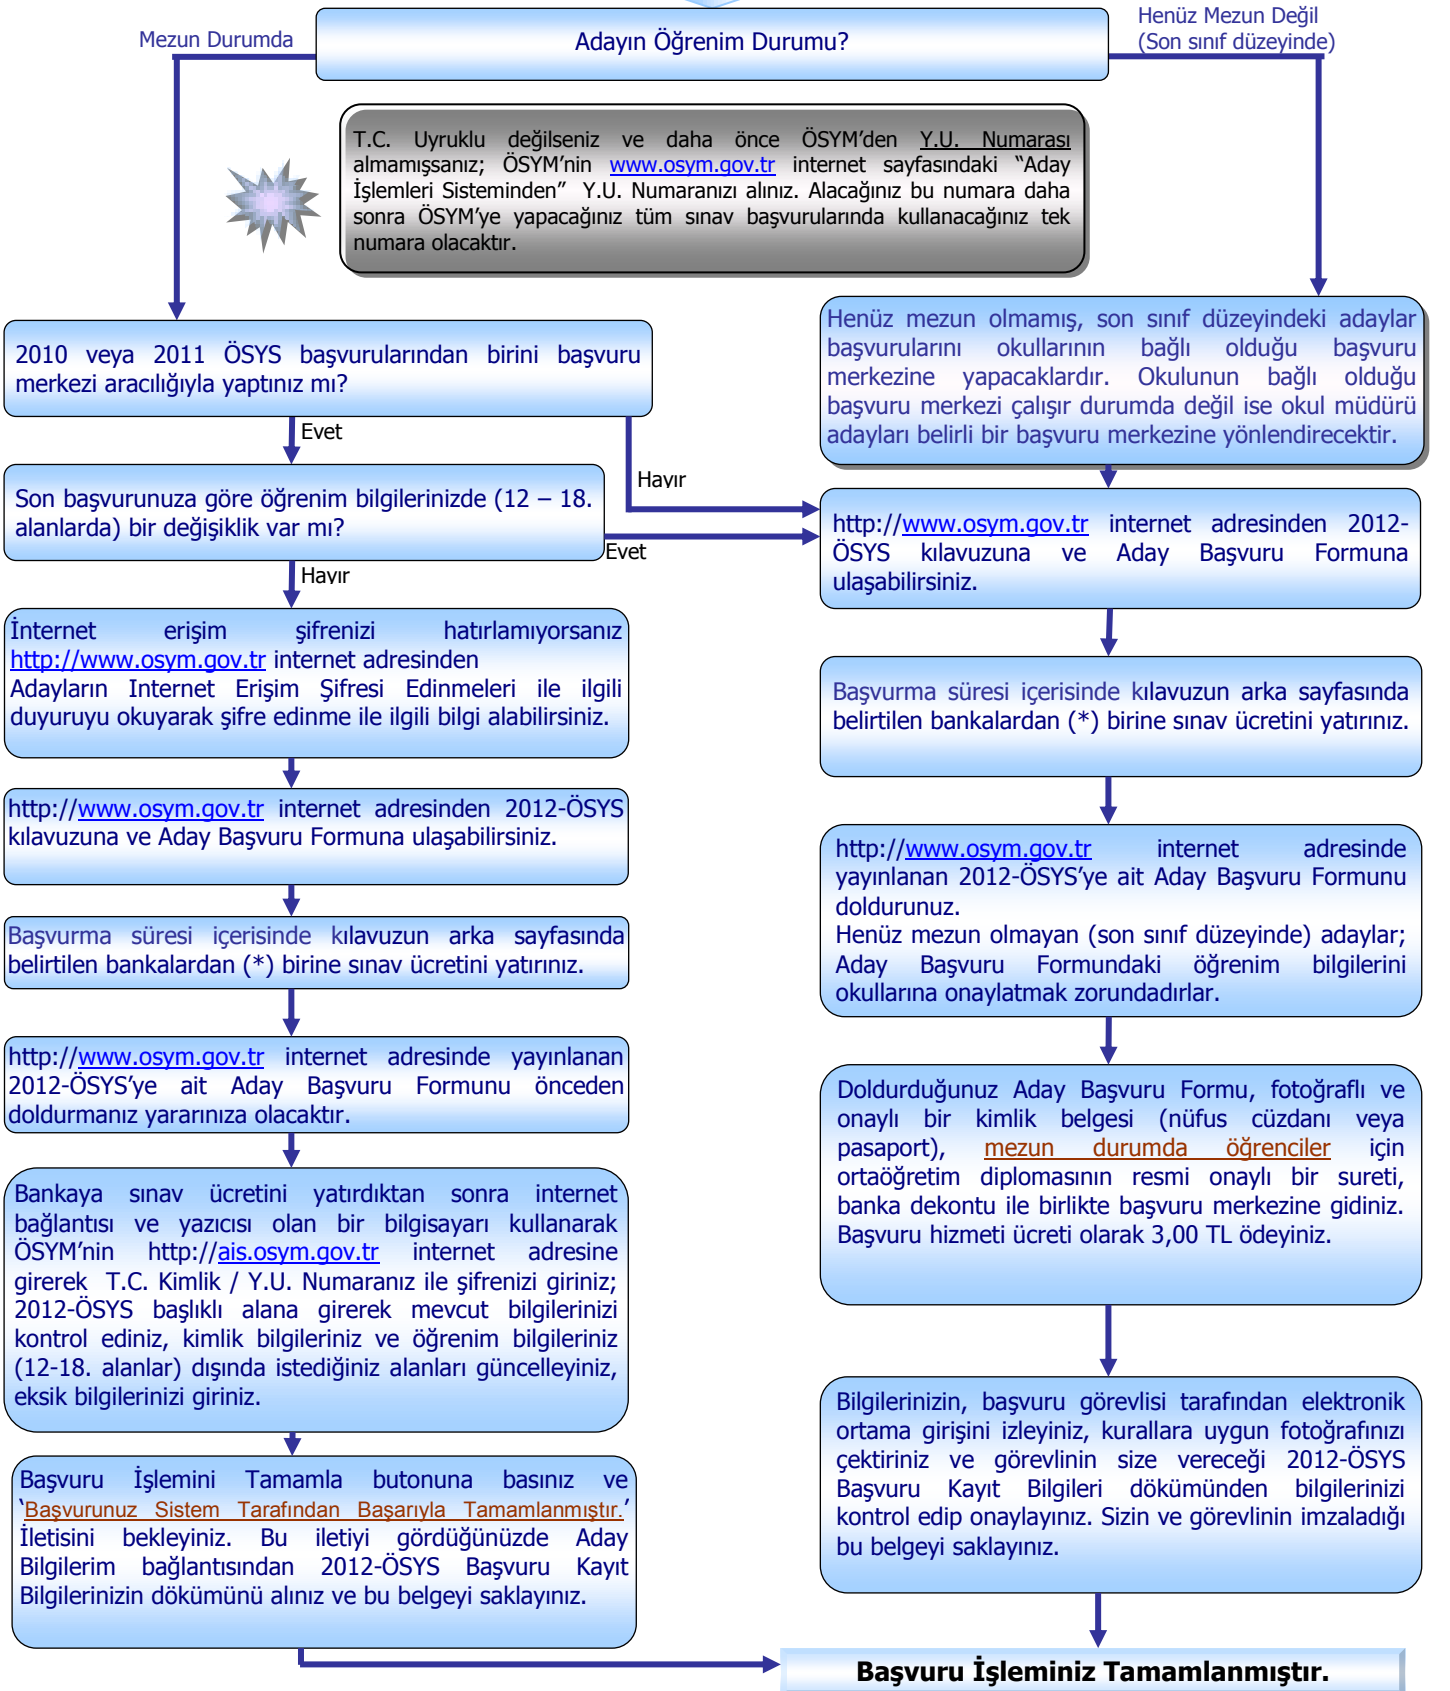 Mezun Durumda
Adayın Öğrenim Durumu?
Henüz Mezun Değil
(Son sınıf düzeyinde)
T.C. Uyruklu değilseniz ve daha önce ÖSYM’den Y.U. Numarası
almamışsanız; ÖSYM’nin www.osym.gov.tr internet sayfasındaki “Aday
İşlemleri Sisteminden” Y.U. Numaranızı alınız. Alacağınız bu numara daha
sonra ÖSYM’ye yapacağınız tüm sınav başvurularında kullanacağınız tek
numara olacaktır.
2010 veya 2011 ÖSYS başvurularından birini başvuru
merkezi aracılığıyla yaptınız mı?
Evet
Hayır
Son başvurunuza göre öğrenim bilgilerinizde (12 – 18.
alanlarda) bir değişiklik var mı?
Evet
Hayır
İnternet erişim şifrenizi hatırlamıyorsanız
http://www.osym.gov.tr internet adresinden
Adayların Internet Erişim Şifresi Edinmeleri ile ilgili
duyuruyu okuyarak şifre edinme ile ilgili bilgi alabilirsiniz.
http://www.osym.gov.tr internet adresinden 2012-ÖSYS
kılavuzuna ve Aday Başvuru Formuna ulaşabilirsiniz.
Başvurma süresi içerisinde kılavuzun arka sayfasında
belirtilen bankalardan (*) birine sınav ücretini yatırınız.
http://www.osym.gov.tr internet adresinde yayınlanan
2012-ÖSYS’ye ait Aday Başvuru Formunu önceden
doldurmanız yararınıza olacaktır.
Bankaya sınav ücretini yatırdıktan sonra internet
bağlantısı ve yazıcısı olan bir bilgisayarı kullanarak
ÖSYM’nin http://ais.osym.gov.tr internet adresine
girerek T.C. Kimlik / Y.U. Numaranız ile şifrenizi giriniz;
2012-ÖSYS başlıklı alana girerek mevcut bilgilerinizi
kontrol ediniz, kimlik bilgileriniz ve öğrenim bilgileriniz
(12-18. alanlar) dışında istediğiniz alanları güncelleyiniz,
eksik bilgilerinizi giriniz.
Başvuru İşlemini Tamamla butonuna basınız ve
‘Başvurunuz Sistem Tarafından Başarıyla Tamamlanmıştır.’
İletisini bekleyiniz. Bu iletiyi gördüğünüzde Aday
Bilgilerim bağlantısından 2012-ÖSYS Başvuru Kayıt
Bilgilerinizin dökümünü alınız ve bu belgeyi saklayınız.
Henüz mezun olmamış, son sınıf düzeyindeki adaylar
başvurularını okullarının bağlı olduğu başvuru
merkezine yapacaklardır. Okulunun bağlı olduğu
başvuru merkezi çalışır durumda değil ise okul müdürü
adayları belirli bir başvuru merkezine yönlendirecektir.
http://www.osym.gov.tr internet adresinden 2012-
ÖSYS kılavuzuna ve Aday Başvuru Formuna
ulaşabilirsiniz.
Başvurma süresi içerisinde kılavuzun arka sayfasında
belirtilen bankalardan (*) birine sınav ücretini yatırınız.
http://www.osym.gov.tr internet adresinde
yayınlanan 2012-ÖSYS’ye ait Aday Başvuru Formunu
doldurunuz.
Henüz mezun olmayan (son sınıf düzeyinde) adaylar;
Aday Başvuru Formundaki öğrenim bilgilerini
okullarına onaylatmak zorundadırlar.
Doldurduğunuz Aday Başvuru Formu, fotoğraflı ve
onaylı bir kimlik belgesi (nüfus cüzdanı veya
pasaport), mezun durumda öğrenciler için
ortaöğretim diplomasının resmi onaylı bir sureti,
banka dekontu ile birlikte başvuru merkezine gidiniz.
Başvuru hizmeti ücreti olarak 3,00 TL ödeyiniz.
Bilgilerinizin, başvuru görevlisi tarafından elektronik
ortama girişini izleyiniz, kurallara uygun fotoğrafınızı
çektiriniz ve görevlinin size vereceği 2012-ÖSYS
Başvuru Kayıt Bilgileri dökümünden bilgilerinizi
kontrol edip onaylayınız. Sizin ve görevlinin imzaladığı
bu belgeyi saklayınız.
Başvuru İşleminiz Tamamlanmıştır.